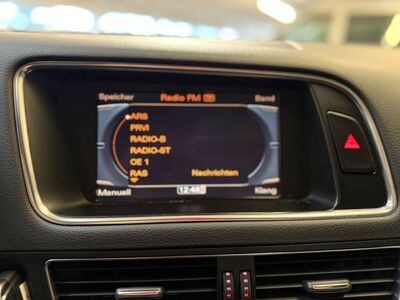 Speicher Radio FM Band
ARS
PRVI
RADIO-B
RADIO-ST
OE 1
RAS Nachrichten
Manuell 12:48 Klang